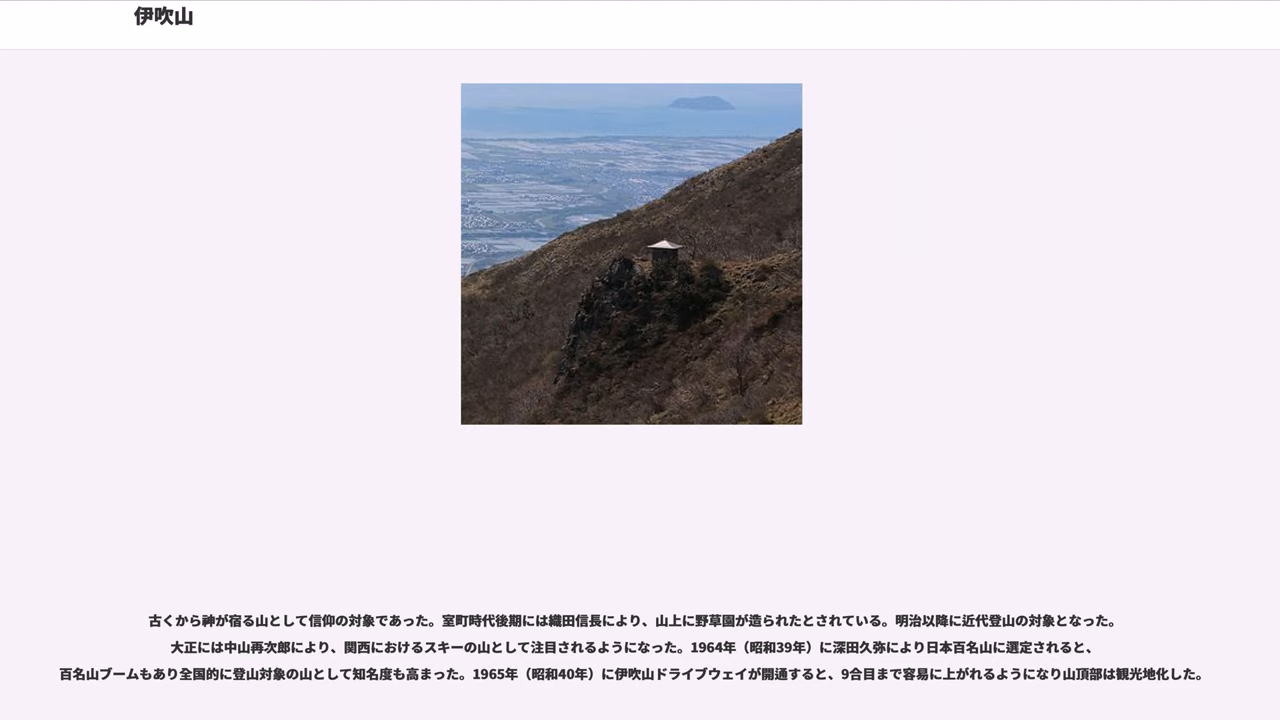 伊吹山
古くから神が宿る山として信仰の対象であった。室町時代後期には織田信長により、山上に野草園が造られたとされている。明治以降に近代登山の対象となった。
大正には中山再次郎により、関西におけるスキーの山として注目されるようになった。1964年（昭和39年）に深田久弥により日本百名山に選定されると、
百名山ブームもあり全国的に登山対象の山として知名度も高まった。1965年（昭和40年）に伊吹山ドライブウェイが開通すると、9合目まで容易に上がれるようになり山頂部は観光地化した。